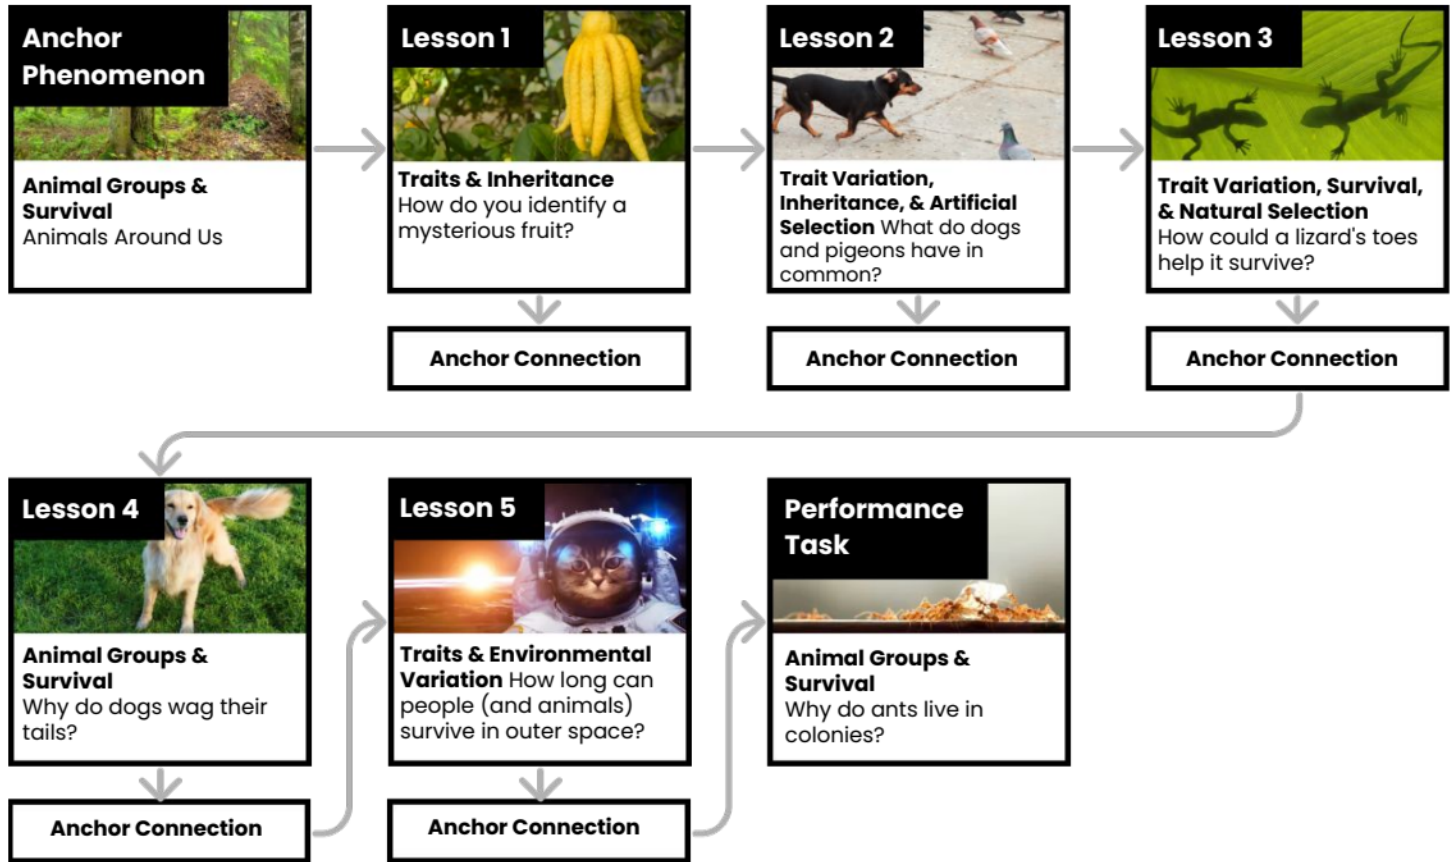 Anchor
Phenomenon
Animal Groups &
Survival
Animals Around Us
Lesson 1
Traits & Inheritance
How do you identify a
mysterious fruit?
Anchor Connection
Lesson 2
Trait Variation,
Inheritance, & Artificial
Selection What do dogs
and pigeons have in
common?
Anchor Connection
Lesson 3
Trait Variation, Survival,
& Natural Selection
How could a lizard's toes
help it survive?
Anchor Connection
Lesson 4
Animal Groups &
Survival
Why do dogs wag their
tails?
Anchor Connection
Lesson 5
Traits & Environmental
Variation How long can
people (and animals)
survive in outer space?
Anchor Connection
Performance
Task
Animal Groups &
Survival
Why do ants live in
colonies?